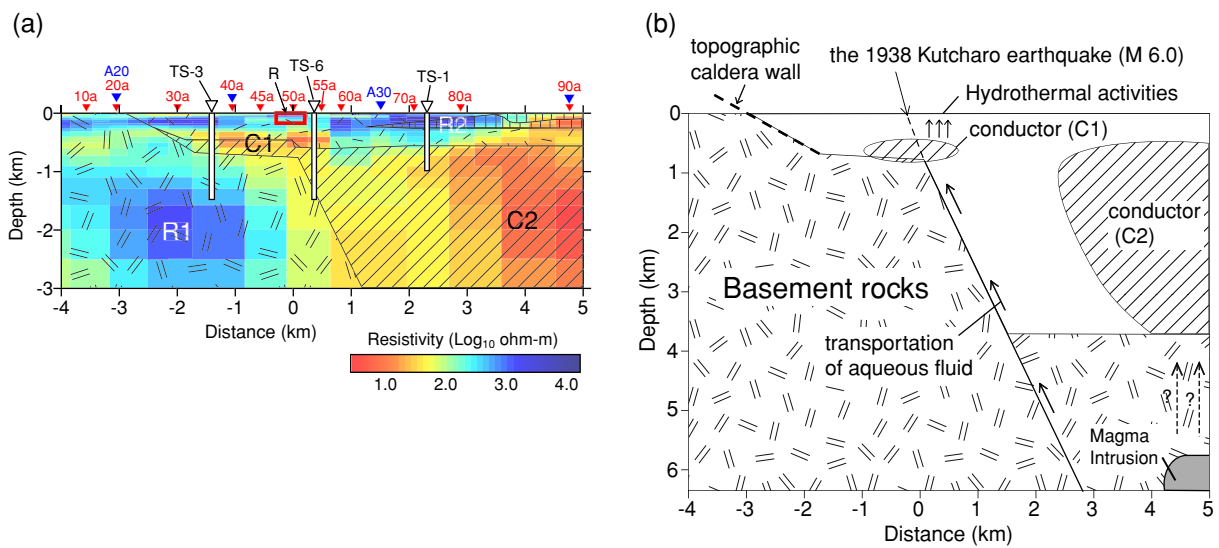 (a)
TS-3
R
TS-6
TS-1
A20
10a
20a
30a
40a
45a
50a
55a
60a
A30
70a
80a
90a
0
-1
-2
-3
Depth (km)
C1
R2
R1
C2
-4 -3 -2 -1 0 1 2 3 4 5
Distance (km)
Resistivity (Log10 ohm-m)
1.0 2.0 3.0 4.0
(b)
topographic
caldera wall
the 1938 Kutcharo earthquake (M 6.0)
Hydrothermal activities
conductor (C1)
conductor
(C2)
Basement rocks
transportation
of aqueous fluid
? ?
Magma
Intrusion
0
1
2
3
4
5
6
Depth (km)
-4 -3 -2 -1 0 1 2 3 4 5
Distance (km)